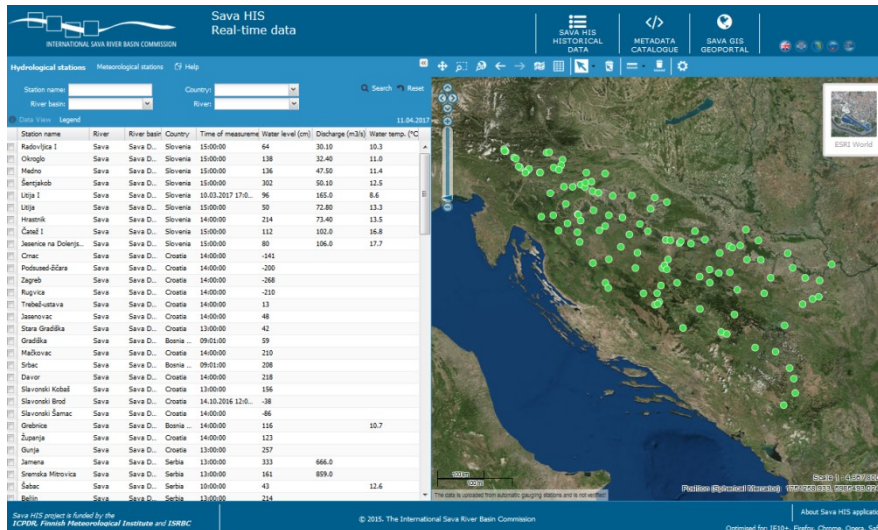 INTERNATIONAL SAVA RIVER BASIN COMMISSION
Sava HIS
Real-time data
SAVA HIS
HISTORICAL
DATA
METADATA
CATALOGUE
SAVA GIS
GEOPORTAL
Hydrological stations Meteorological stations Help
Station name: Country:
River basin: River:
Search Reset
Data View Legend 11.04.2017
Station name River River basin Country Time of measureme Water level (cm) Discharge (m3/s) Water temp. (°C
Radovljica I Sava Sava D... Slovenia 15:00:00 64 30.10 10.3
Okroglo Sava Sava D... Slovenia 15:00:00 138 32.40 11.0
Medno Sava Sava D... Slovenia 15:00:00 136 47.50 11.4
Šentjakob Sava Sava D... Slovenia 15:00:00 302 50.10 12.5
Litija I Sava Sava D... Slovenia 10.03.2017 17:0... 96 165.0 8.6
Litija Sava Sava D... Slovenia 15:00:00 50 72.80 13.3
Hrastnik Sava Sava D... Slovenia 14:00:00 214 73.40 13.5
Čatež I Sava Sava D... Slovenia 15:00:00 112 102.0 16.8
Jesenice na Dolenjs... Sava Sava D... Slovenia 15:00:00 80 106.0 17.7
Crnac Sava Sava D... Croatia 14:00:00 -141
Podsused-žičara Sava Sava D... Croatia 14:00:00 -200
Zagreb Sava Sava D... Croatia 14:00:00 -268
Rugvica Sava Sava D... Croatia 14:00:00 -210
Trebež-ustava Sava Sava D... Croatia 14:00:00 13
Jasenovac Sava Sava D... Croatia 14:00:00 48
Stara Gradiška Sava Sava D... Croatia 13:00:00 42
Gradiška Sava Sava D... Bosnia ... 09:01:00 59
Mačkovac Sava Sava D... Croatia 14:00:00 210
Srbac Sava Sava D... Bosnia ... 09:01:00 208
Davor Sava Sava D... Croatia 14:00:00 218
Slavonski Kobaš Sava Sava D... Croatia 13:00:00 156
Slavonski Brod Sava Sava D... Croatia 14.10.2016 12:0... -38
Slavonski Šamac Sava Sava D... Croatia 14:00:00 -86
Grebnice Sava Sava D... Bosnia ... 14:00:00 116 10.7
Županja Sava Sava D... Croatia 14:00:00 123
Gunja Sava Sava D... Croatia 13:00:00 257
Jamena Sava Sava D... Serbia 13:00:00 333 666.0
Sremska Mitrovica Sava Sava D... Serbia 13:00:00 161 859.0
Šabac Sava Sava D... Serbia 10:00:00 43 12.6
Beljin Sava Sava D... Serbia 13:00:00 214
ESRI World
100 km
The data is uploaded from automatic gauging stations and is not verified
Position (Spherical Mercator)
Sava HIS project is funded by the
ICPDR, Finnish Meteorological Institute and ISRBC
© 2015. The International Sava River Basin Commission
About Sava HIS applicatio
Optimised for: IE10+, Firefox, Chrome, Opera,